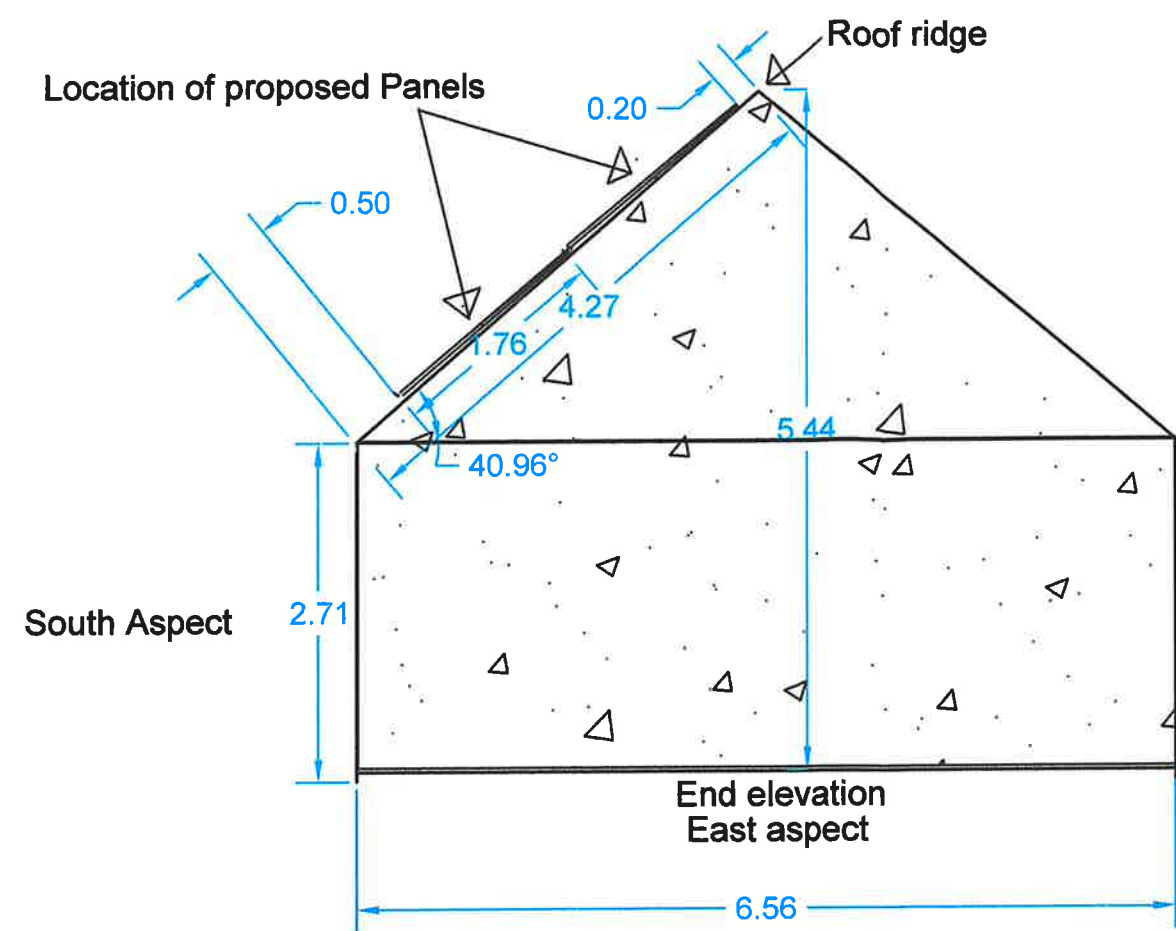 Roof ridge
Location of proposed Panels
0.20
0.50
4.27
1.76
5.44
40.96°
South Aspect
2.71
End elevation
East aspect
6.56